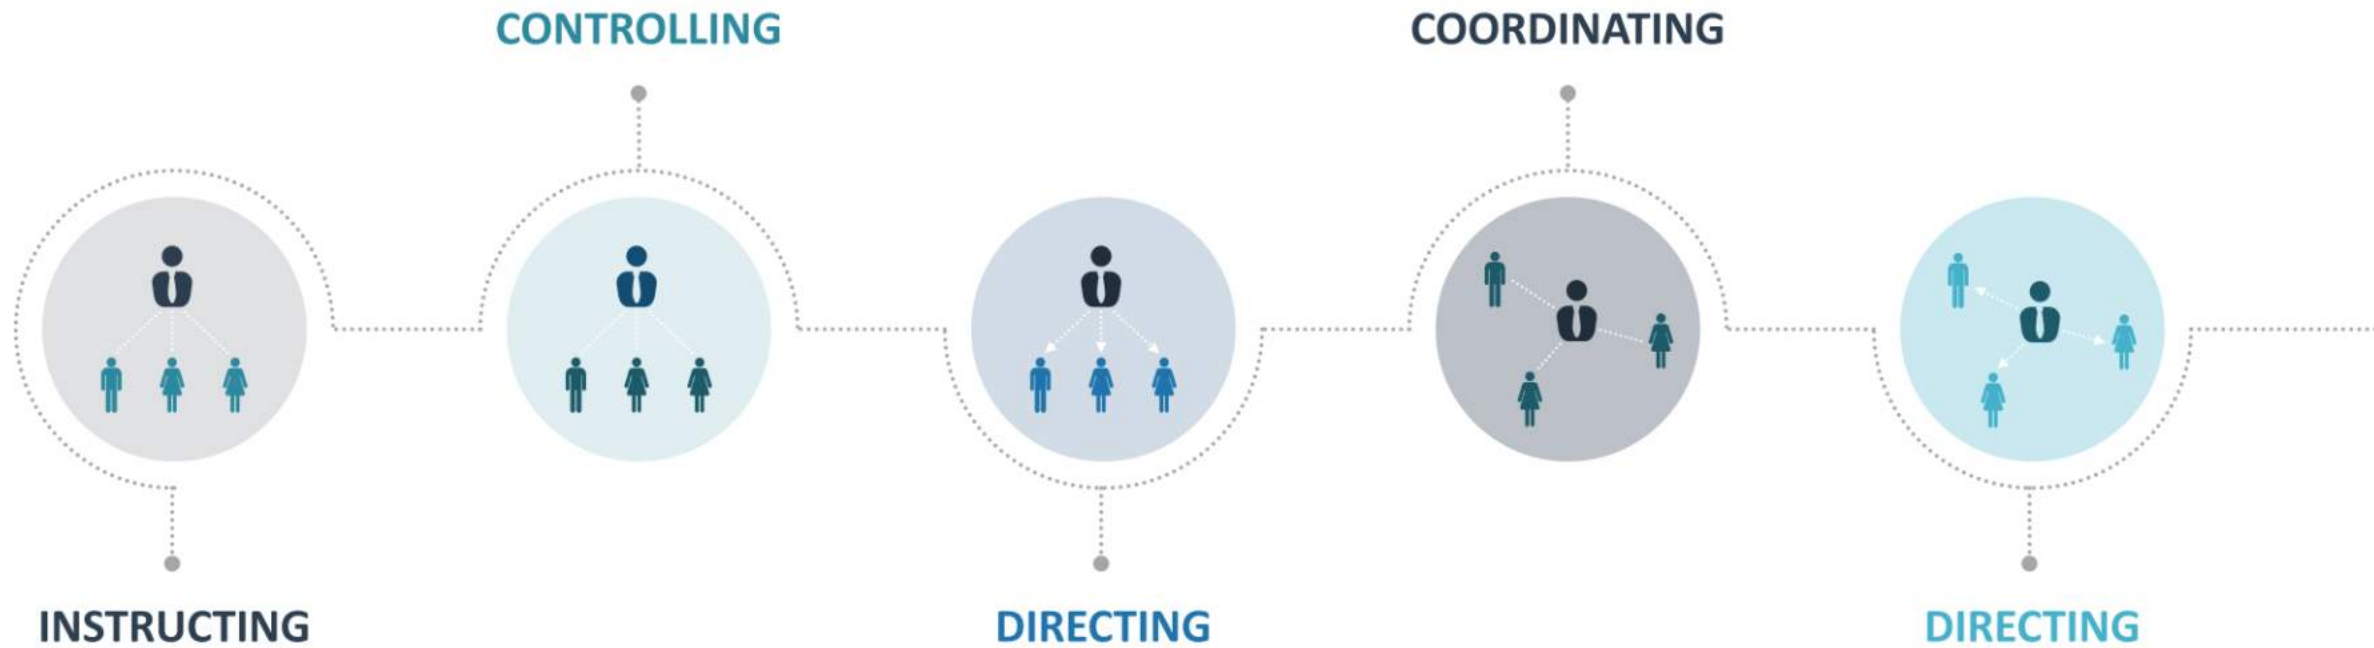 CONTROLLING
COORDINATING
INSTRUCTING
DIRECTING
DIRECTING